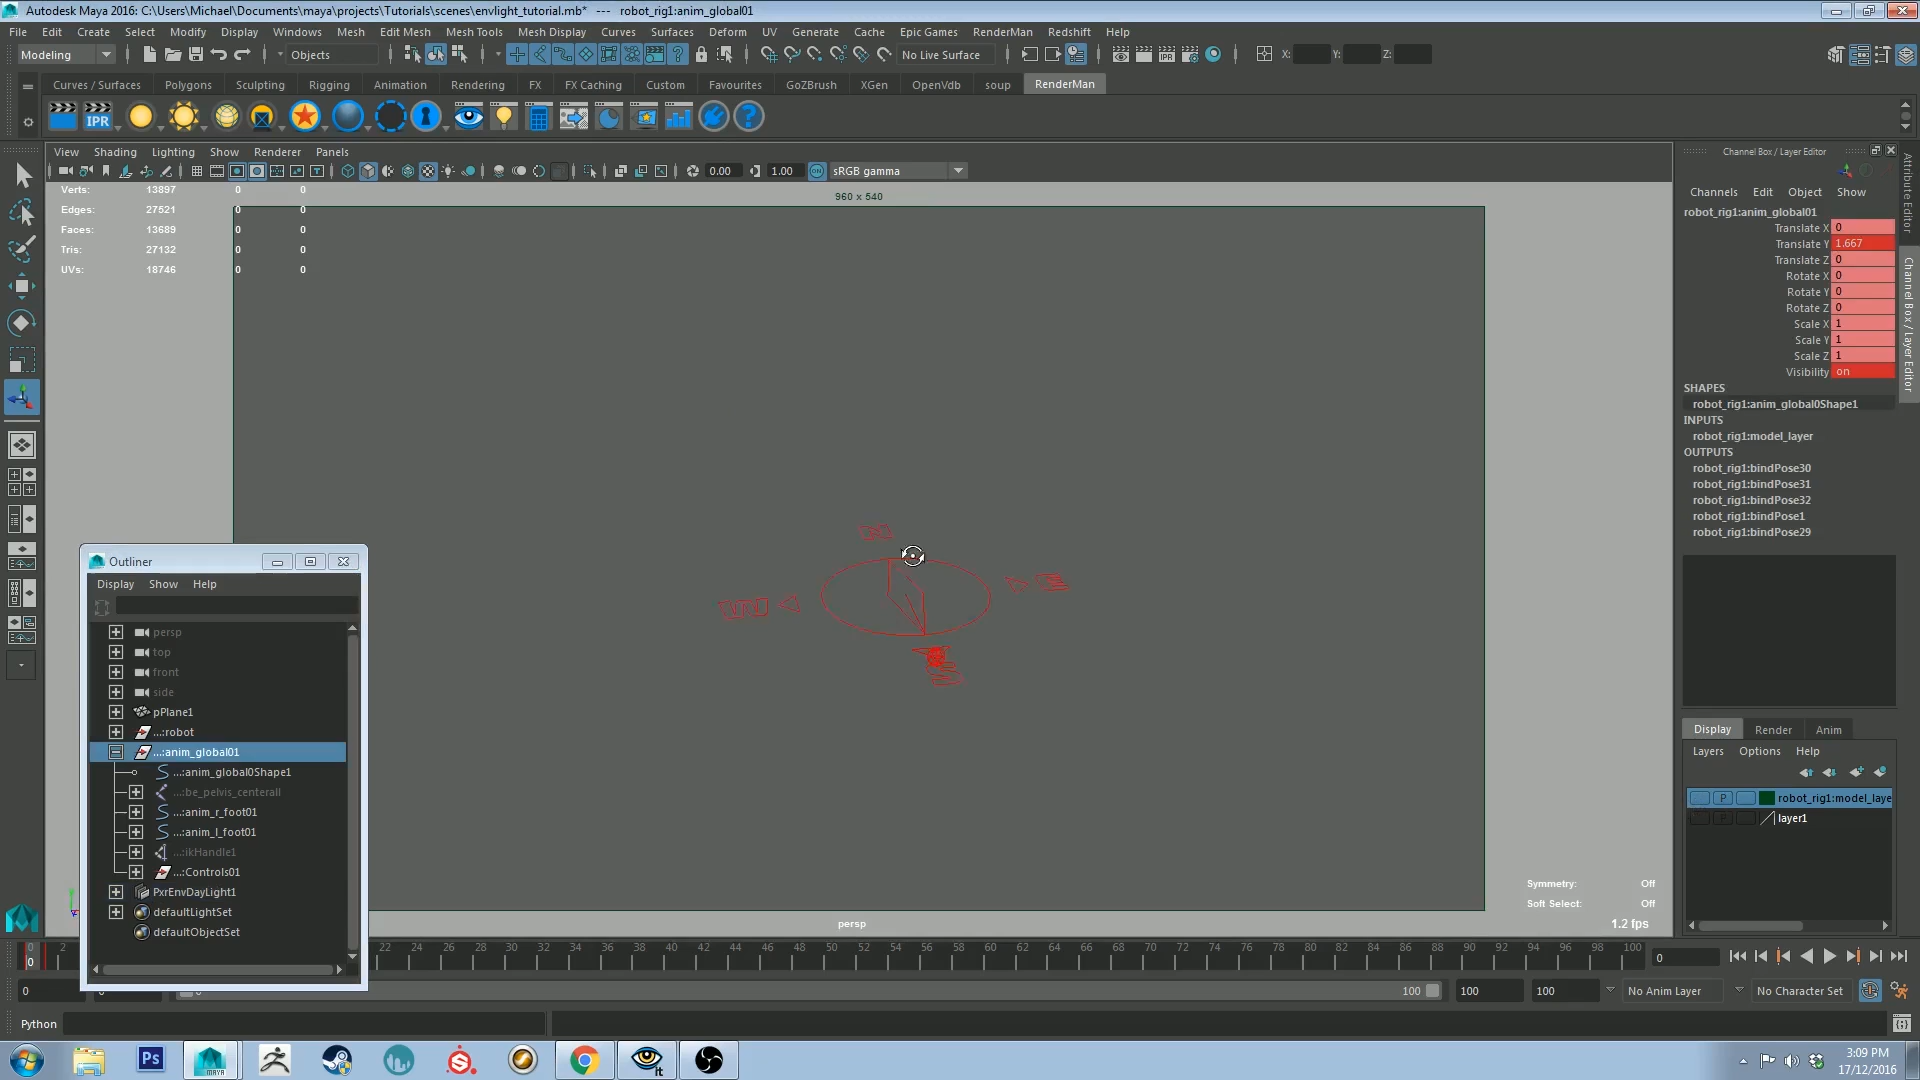 Autodesk Maya 2016: C:\Users\Michael\Documents\maya\projects\Tutorials\scenes\envlight_tutorial.mb* --- robot_rig1:anim_global01
File Edit Create Select Modify Display Windows Mesh Edit Mesh Mesh Tools Mesh Display Curves Surfaces Deform UV Generate Cache Epic Games RenderMan Redshift Help
Modeling Objects No Live Surface X: Y: Z:
Curves / Surfaces Polygons Sculpting Rigging Animation Rendering FX FX Caching Custom Favourites GoZBrush XGen OpenVdb soup RenderMan
IPR
View Shading Lighting Show Renderer Panels
0.00 1.00 sRGB gamma
960 x 540
Verts: 13897 0 0
Edges: 27521 0 0
Faces: 13689 0 0
Tris: 27132 0 0
UVs: 18746 0 0
Channel Box / Layer Editor
Channels Edit Object Show
robot_rig1:anim_global01
Translate X 0
Translate Y 1.667
Translate Z 0
Rotate X 0
Rotate Y 0
Rotate Z 0
Scale X 1
Scale Y 1
Scale Z 1
Visibility on
SHAPES
robot_rig1:anim_global0Shape1
INPUTS
robot_rig1:model_layer
OUTPUTS
robot_rig1:bindPose30
robot_rig1:bindPose31
robot_rig1:bindPose32
robot_rig1:bindPose1
robot_rig1:bindPose29
Attribute Editor
Channel Box / Layer Editor
Outliner
Display Show Help
persp
top
front
side
pPlane1
...:robot
...:anim_global01
...:anim_global0Shape1
...:be_pelvis_centerall
...:anim_r_foot01
...:anim_l_foot01
...:ikHandle1
...:Controls01
PxrEnvDayLight1
defaultLightSet
defaultObjectSet
Symmetry: Off
Soft Select: Off
1.2 fps
persp
Display Render Anim
Layers Options Help
P robot_rig1:model_laye
P layer1
0 2 22 24 26 28 30 32 34 36 38 40 42 44 46 48 50 52 54 56 58 60 62 64 66 68 70 72 74 76 78 80 82 84 86 88 90 92 94 96 98 100
0 0
0 0 100 100 100 No Anim Layer No Character Set
Python
Ps MAYA it
3:09 PM
17/12/2016